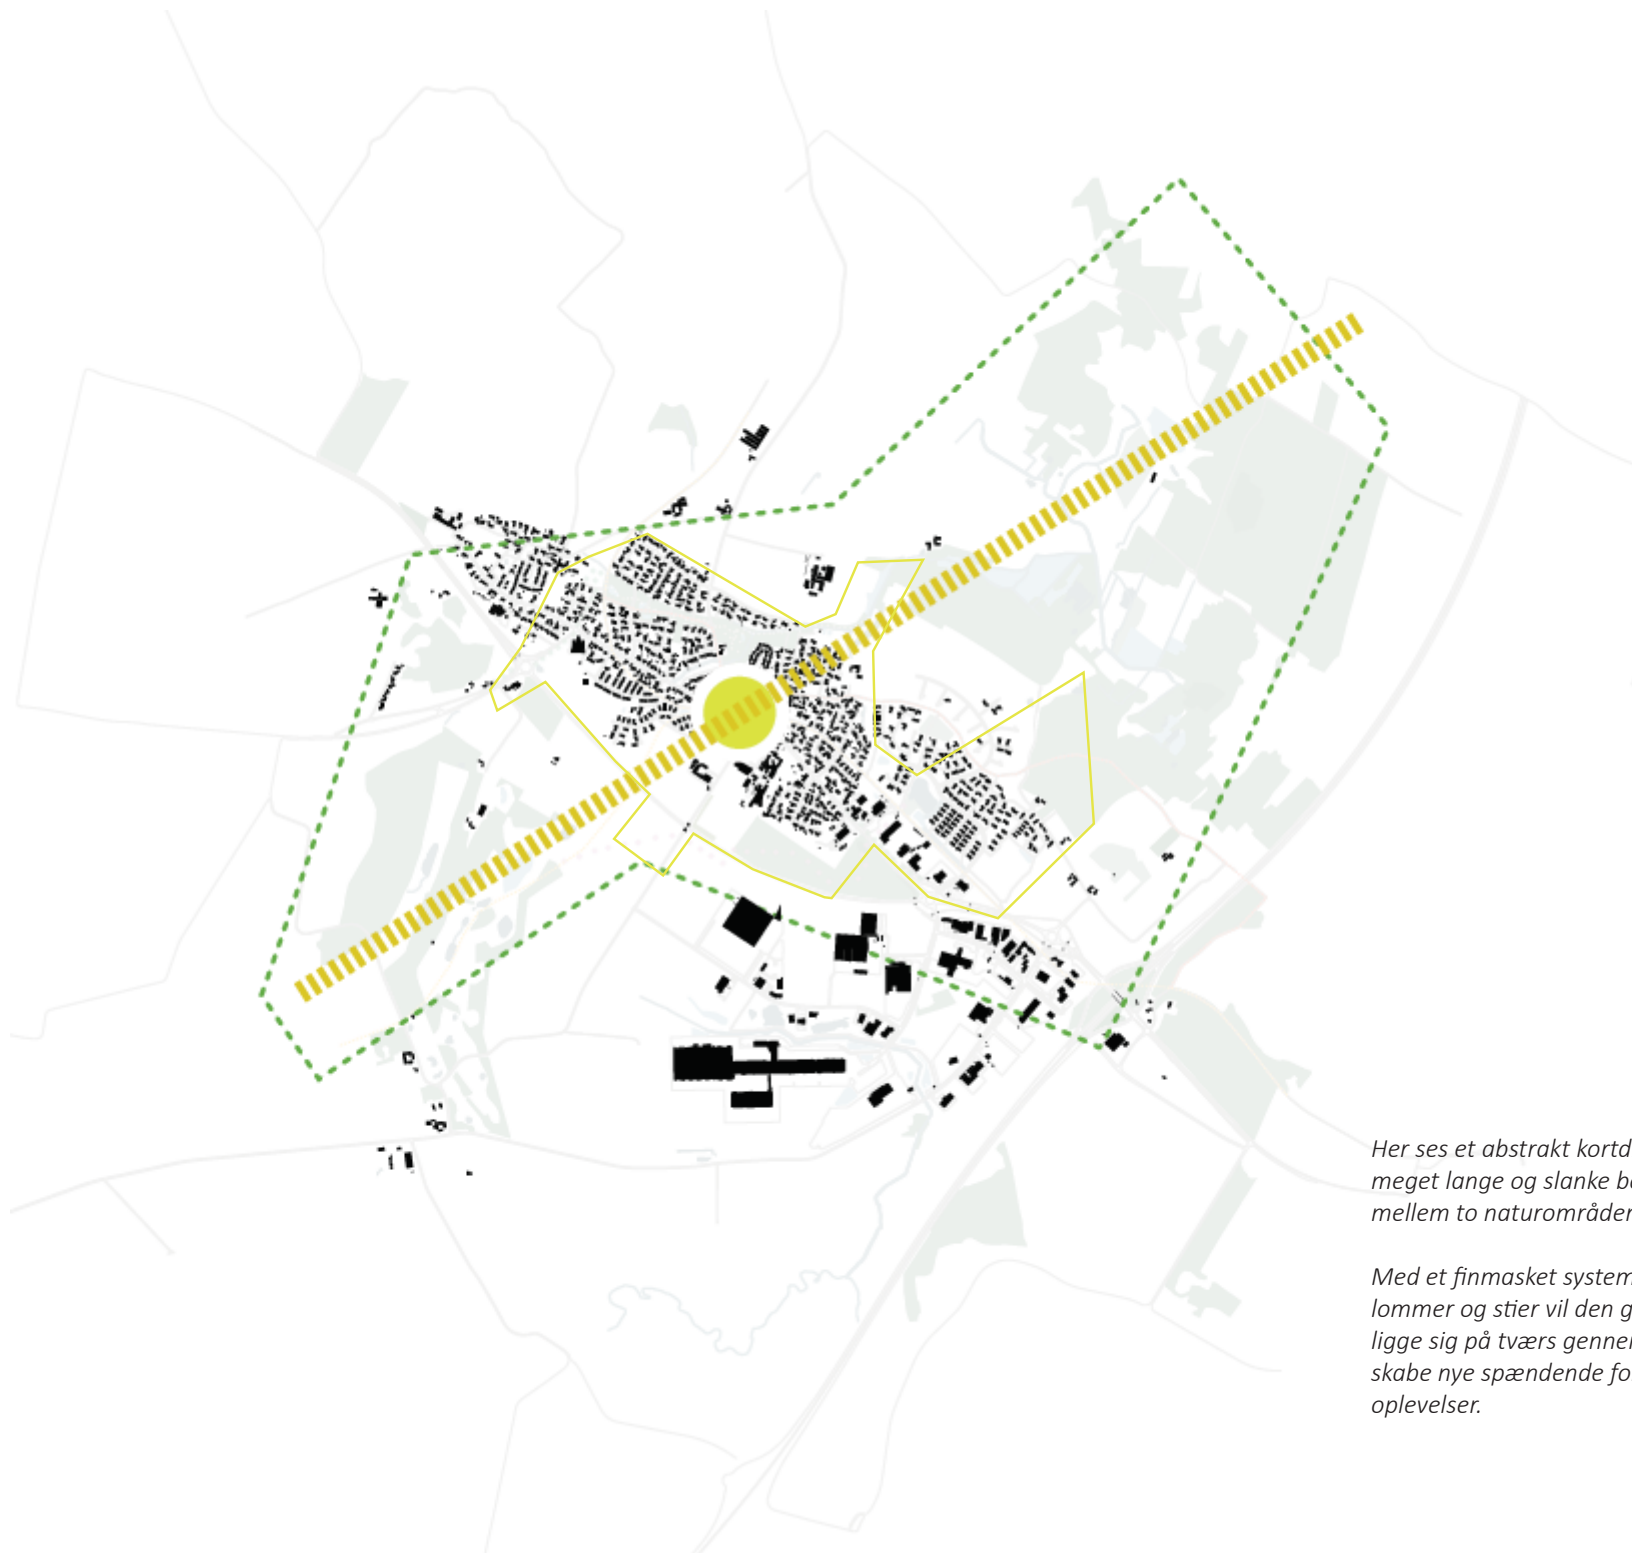 Her ses et abstrakt kortd
meget lange og slanke b
mellem to naturområder
Med et finmasket system
lommer og stier vil den g
ligge sig på tværs genne
skabe nye spændende fo
oplevelser.